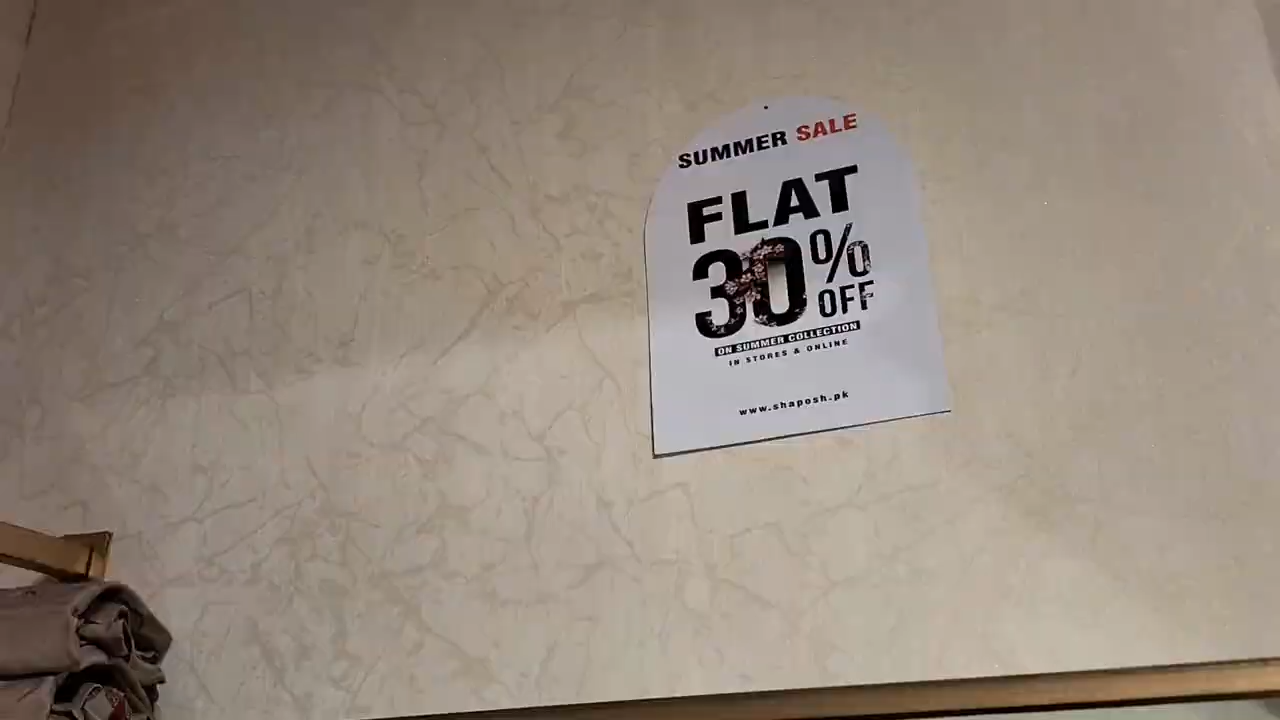 SUMMER SALE
FLAT
30%
OFF
ON SUMMER COLLECTION
IN STORES & ONLINE
www.shaposh.pk